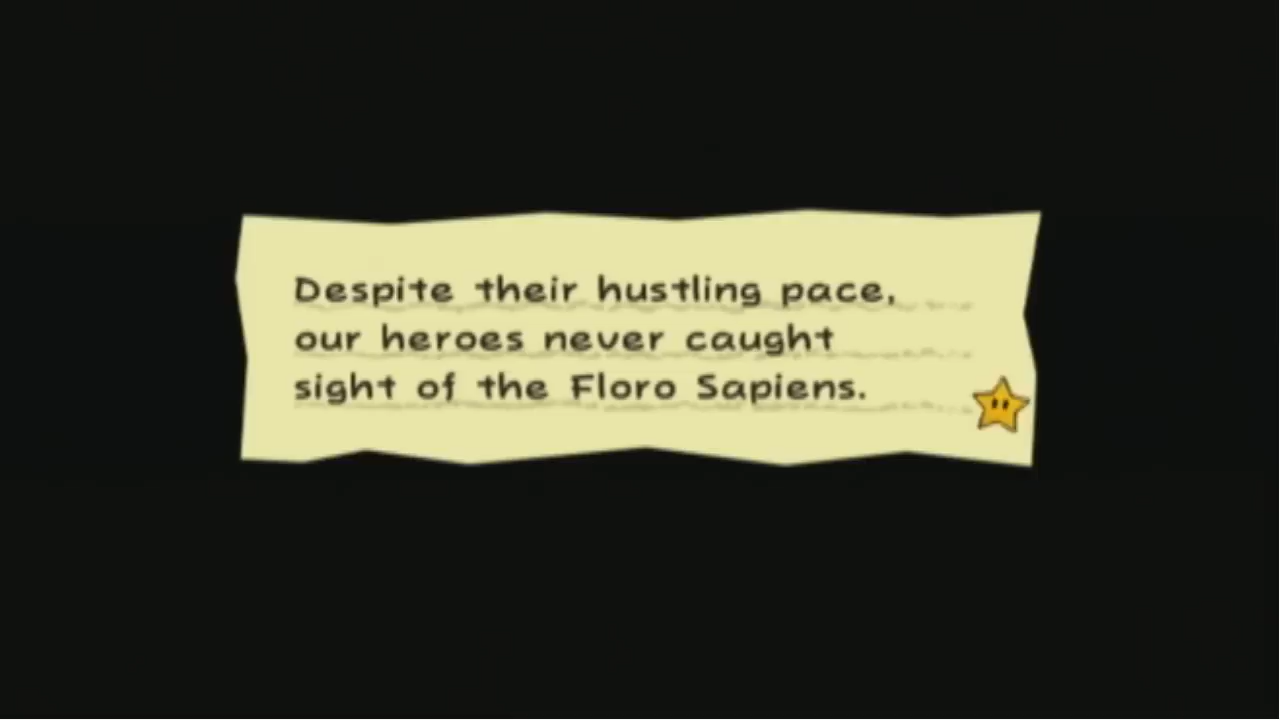 Despite their hustling pace,
our heroes never caught
sight of the Floro Sapiens.